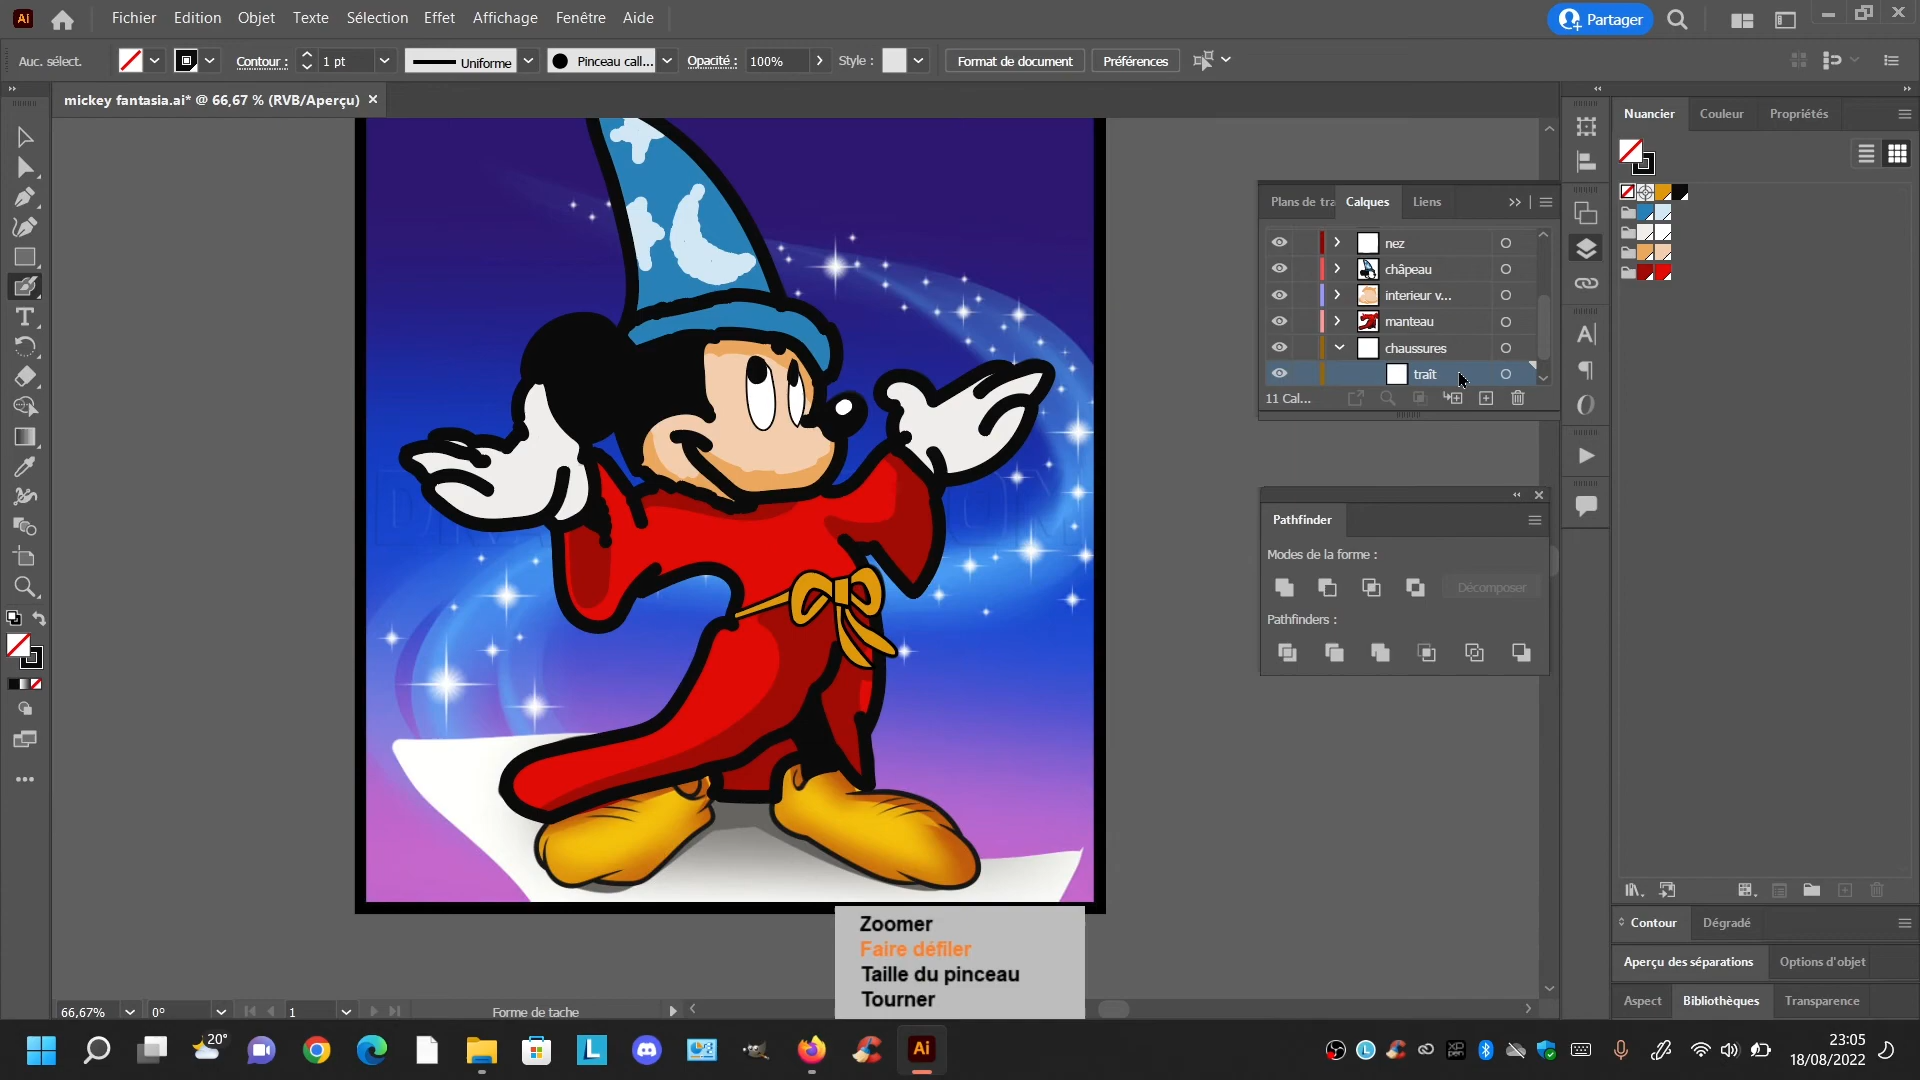 Ai
Fichier Edition Objet Texte Sélection Effet Affichage Fenêtre Aide
Partager
Auc. sélect.
Contour : 1 pt
Uniforme
Pinceau call...
Opacité : 100%
Style :
Format de document
Préférences
mickey fantasia.ai* @ 66,67 % (RVB/Aperçu)
Nuancier Couleur Propriétés
Plans de tra Calques Liens
nez
châpeau
interieur v...
manteau
chaussures
traît
11 Cal...
Pathfinder
Modes de la forme :
Décomposer
Pathfinders :
Zoomer
Faire défiler
Taille du pinceau
Tourner
Contour Dégradé
Aperçu des séparations Options d'objet
Aspect Bibliothèques Transparence
66,67% 0° 1 Forme de tache
20°
L
Ai
23:05
18/08/2022